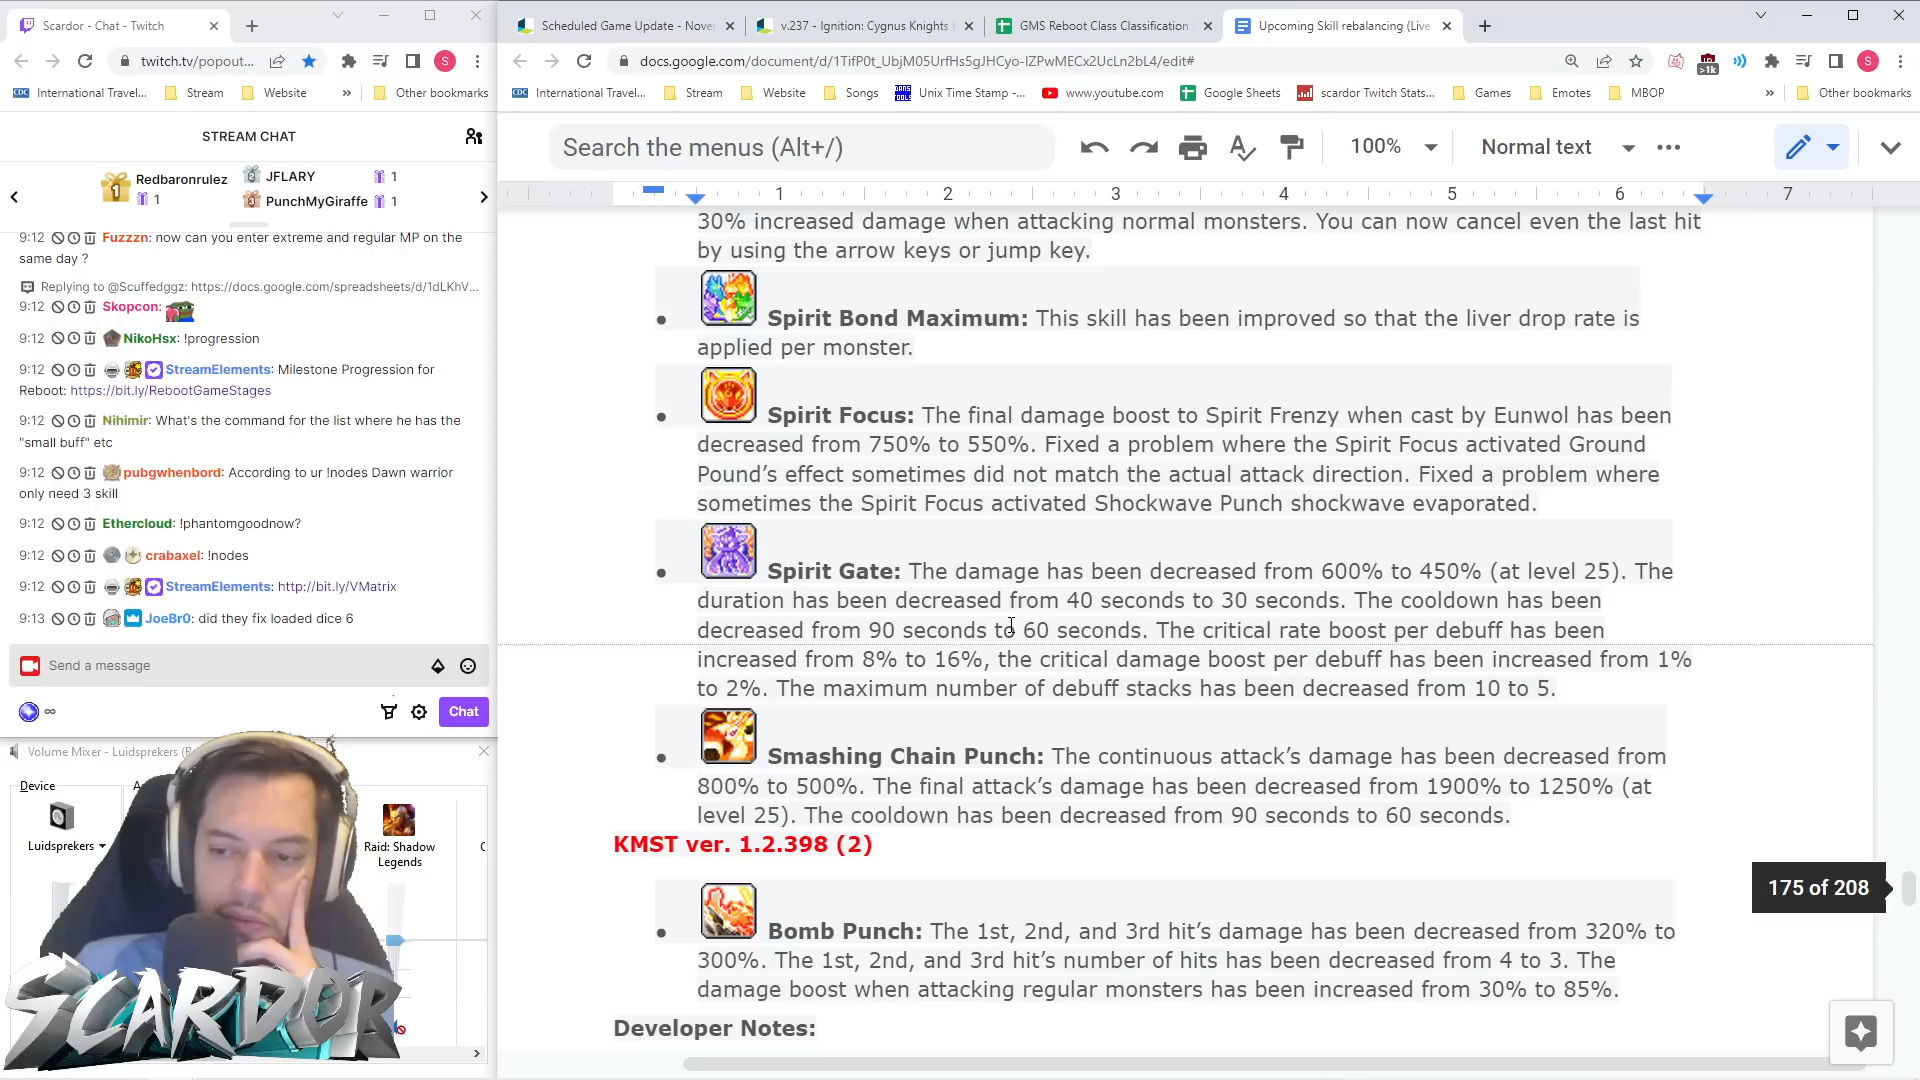 Scardor - Chat - Twitch
Scheduled Game Update - Nove
v.237 - Ignition: Cygnus Knights
GMS Reboot Class Classification
Upcoming Skill rebalancing (Live
twitch.tv/popout...
docs.google.com/document/d/1TifP0t_UbjM05UrfHs5gJHCyo-IZPwMECx2UcLn2bL4/edit#
International Travel...
Stream
Website
»
Other bookmarks
International Travel...
Stream
Website
Songs
Unix Time Stamp -...
www.youtube.com
Google Sheets
scardor Twitch Stats...
Games
Emotes
MBOP
»
Other bookmarks
STREAM CHAT
Redbaronrulez
1
JFLARY 1
PunchMyGiraffe 1
9:12 Fuzzzn: now can you enter extreme and regular MP on the
same day ?
Replying to @Scuffedggz: https://docs.google.com/spreadsheets/d/1dLKhV...
9:12 Skopcon:
9:12 NikoHsx: !progression
9:12 StreamElements: Milestone Progression for
Reboot: https://bit.ly/RebootGameStages
9:12 Nihimir: What's the command for the list where he has the
"small buff" etc
9:12 pubgwhenbord: According to ur !nodes Dawn warrior
only need 3 skill
9:12 Ethercloud: !phantomgoodnow?
9:12 crabaxel: !nodes
9:12 StreamElements: http://bit.ly/VMatrix
9:13 JoeBr0: did they fix loaded dice 6
Send a message
∞
Chat
Volume Mixer - Luidsprekers (R
Device
Luidsprekers
Raid: Shadow
Legends
SCARDOR
Search the menus (Alt+/)
100%
Normal text
1 2 3 4 5 6 7
30% increased damage when attacking normal monsters. You can now cancel even the last hit
by using the arrow keys or jump key.
● Spirit Bond Maximum: This skill has been improved so that the liver drop rate is
applied per monster.
● Spirit Focus: The final damage boost to Spirit Frenzy when cast by Eunwol has been
decreased from 750% to 550%. Fixed a problem where the Spirit Focus activated Ground
Pound’s effect sometimes did not match the actual attack direction. Fixed a problem where
sometimes the Spirit Focus activated Shockwave Punch shockwave evaporated.
● Spirit Gate: The damage has been decreased from 600% to 450% (at level 25). The
duration has been decreased from 40 seconds to 30 seconds. The cooldown has been
decreased from 90 seconds to 60 seconds. The critical rate boost per debuff has been
increased from 8% to 16%, the critical damage boost per debuff has been increased from 1%
to 2%. The maximum number of debuff stacks has been decreased from 10 to 5.
● Smashing Chain Punch: The continuous attack’s damage has been decreased from
800% to 500%. The final attack’s damage has been decreased from 1900% to 1250% (at
level 25). The cooldown has been decreased from 90 seconds to 60 seconds.
KMST ver. 1.2.398 (2)
● Bomb Punch: The 1st, 2nd, and 3rd hit’s damage has been decreased from 320% to
300%. The 1st, 2nd, and 3rd hit’s number of hits has been decreased from 4 to 3. The
damage boost when attacking regular monsters has been increased from 30% to 85%.
Developer Notes:
175 of 208